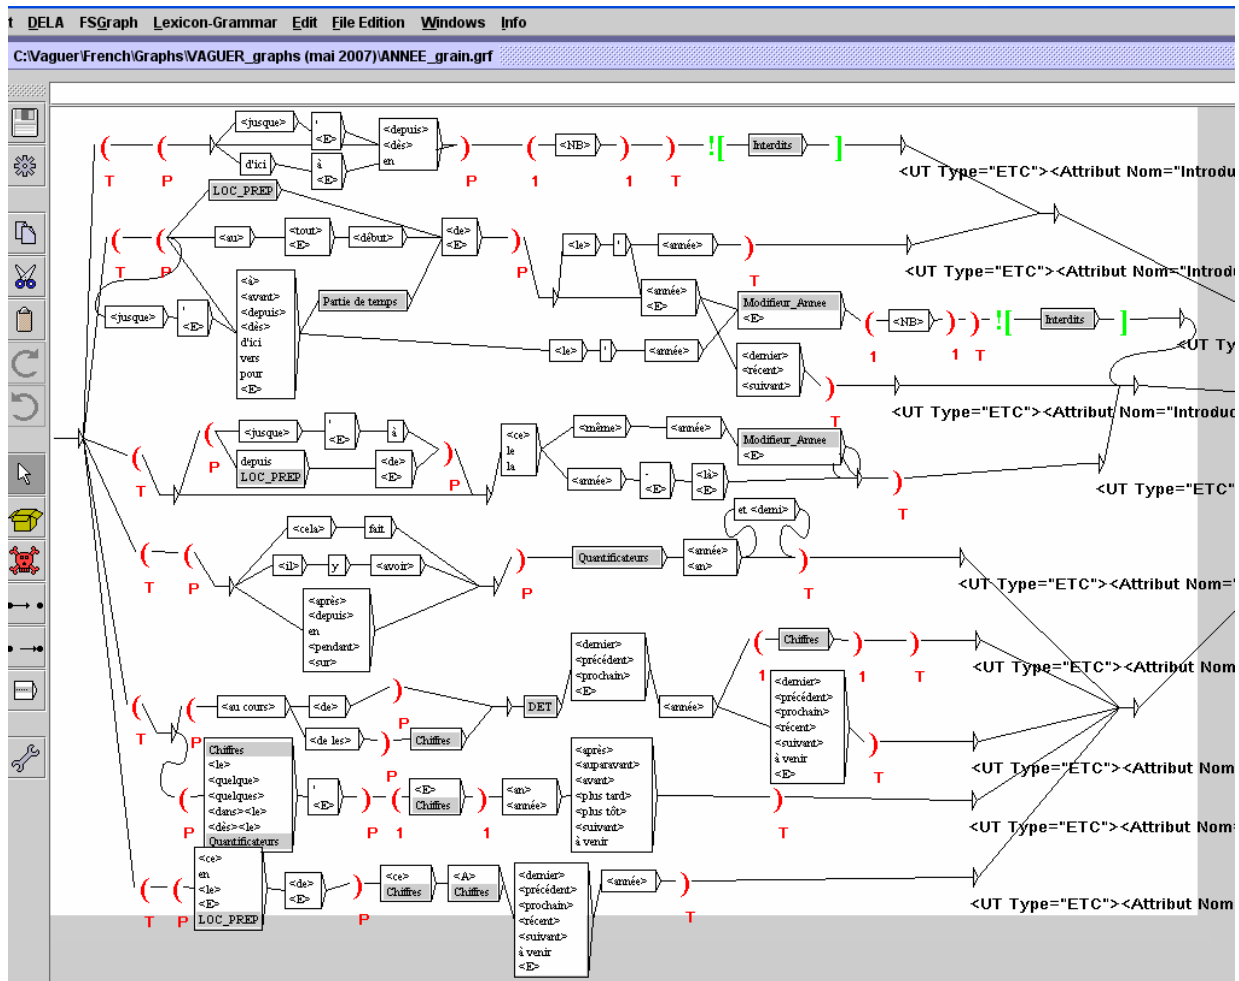 t DELA FSGraph Lexicon-Grammar Edit File Edition Windows Info
C:\Vaguer\French\Graphs\VAGUER_graphs (mai 2007)\ANNEE_grain.grf
( ( <jusque> ' <E> <depuis> <dès> en ) ( <NB> ) ) ![ Interdits ]
d'ici à <E>
T P P 1 1 T
<UT Type="ETC"><Attribut Nom="Introdu
LOC_PREP
( ( <au> <tout> <E> <début> <de> <E> ) <le> ' <année> )
T P P T
<UT Type="ETC"><Attribut Nom="Introdu
<jusque> ' <E>
<à>
<avant>
<depuis>
<dès>
d'ici
vers
pour
<E>
Partie de temps
<année>
<E>
Modifieur_Annee
<E>
( <NB> ) ) ![ Interdits ]
1 1 T
<UT Ty
<le> ' <année>
<dernier>
<récent>
<suivant>
)
T
<UT Type="ETC"><Attribut Nom="Introduc
( ( <jusque> ' <E> à )
T P P
depuis
LOC_PREP
<de>
<E>
<ce>
le
la
<même> <année>
Modifieur_Annee
<E>
<année> - <E> <là> <E> )
T
<UT Type="ETC"
et <demi>
( ( <cela> fait )
T P P
<il> y <avoir>
<après>
<depuis>
en
<pendant>
<sur>
Quantificateurs
<année>
<an>
)
T
<UT Type="ETC"><Attribut Nom="
( ( <au cours> <de> )
T P P
<de les> ) Chiffres
P
DET
<dernier>
<précédent>
<prochain>
<E>
<année>
( Chiffres ) )
1 1 T
<UT Type="ETC"><Attribut Nom
<dernier>
<précédent>
<prochain>
<récent>
<suivant>
à venir
<E>
)
T
<UT Type="ETC"><Attribut Nom=
(
P
Chiffres
<le>
<quelque>
<quelques>
<dans><le>
<dès><le>
Quantificateurs
'
<E>
) (
P 1
<E>
Chiffres
)
1
<an>
<année>
<après>
<auparavant>
<avant>
<plus tard>
<plus tôt>
<suivant>
à venir
)
T
<UT Type="ETC"><Attribut Nom=
( (
T P
<ce>
en
<le>
<E>
LOC_PREP
<de>
<E>
)
P
<ce>
Chiffres
<A>
Chiffres
<dernier>
<précédent>
<prochain>
<récent>
<suivant>
à venir
<E>
<année> )
T
<UT Type="ETC"><Attribut Nom=